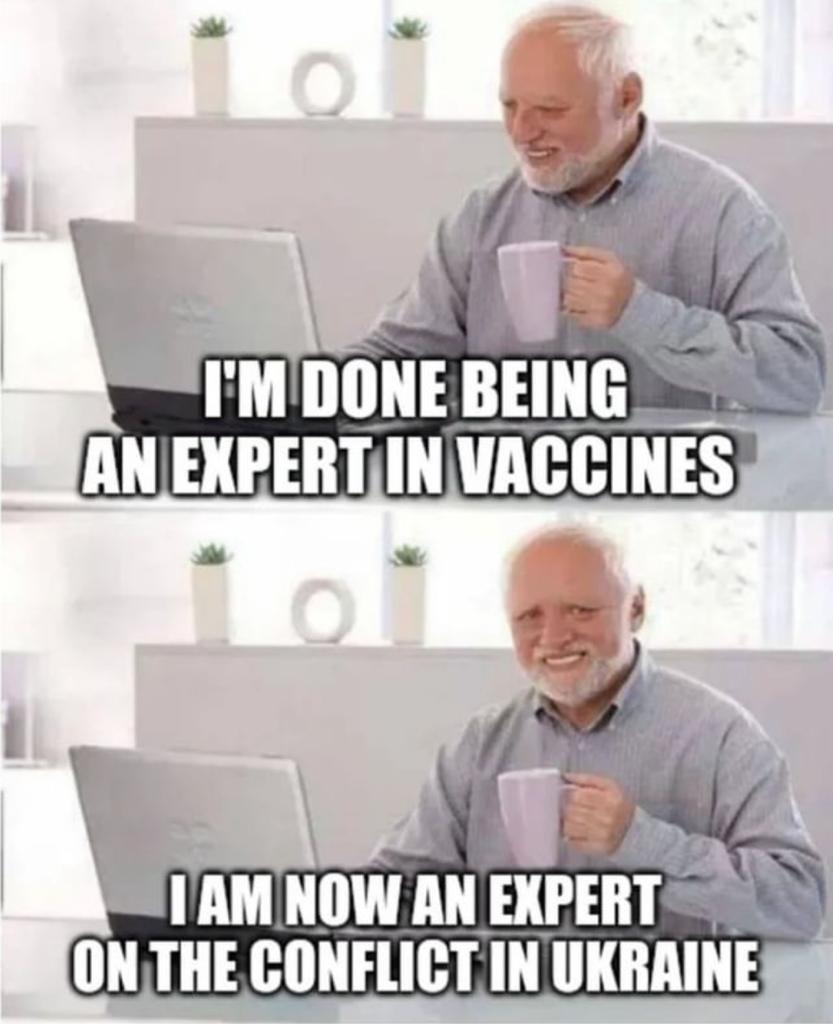 I'M DONE BEING
AN EXPERT IN VACCINES
I AM NOW AN EXPERT
ON THE CONFLICT IN UKRAINE